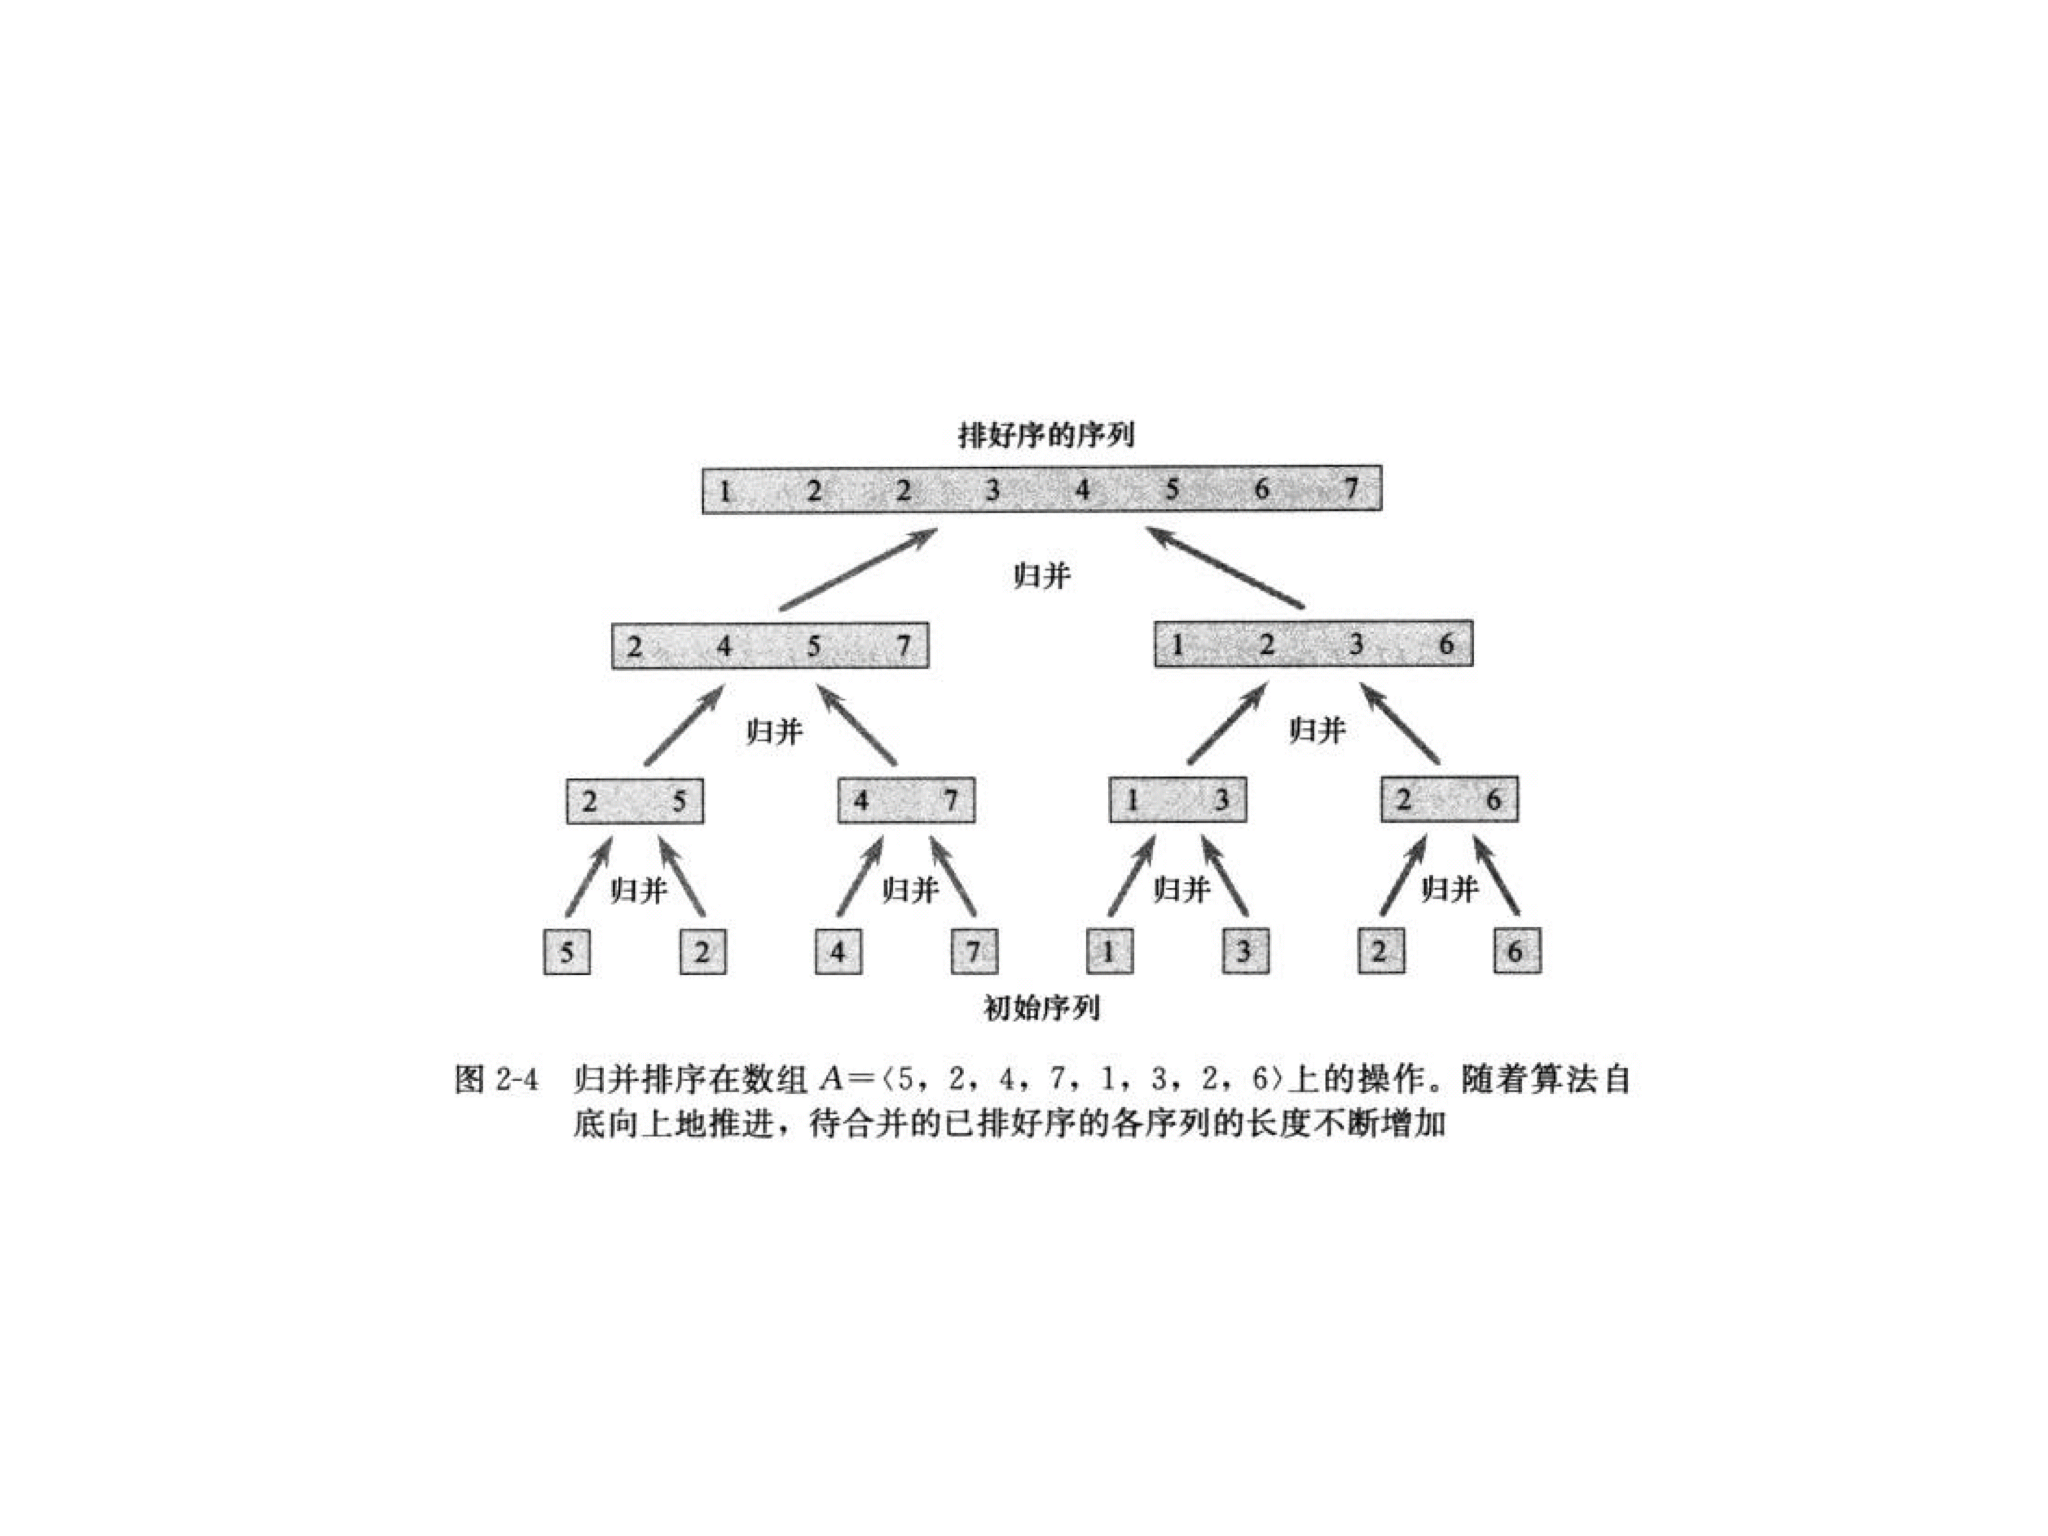 排好序的序列
1 2 2 3 4 5 6 7
归并
2 4 5 7 1 2 3 6
归并 归并
2 5 4 7 1 3 2 6
归并 归并 归并 归并
5 2 4 7 1 3 2 6
初始序列
图 2-4 归并排序在数组 A=〈5，2，4，7，1，3，2，6〉上的操作。随着算法自
底向上地推进，待合并的已排好序的各序列的长度不断增加